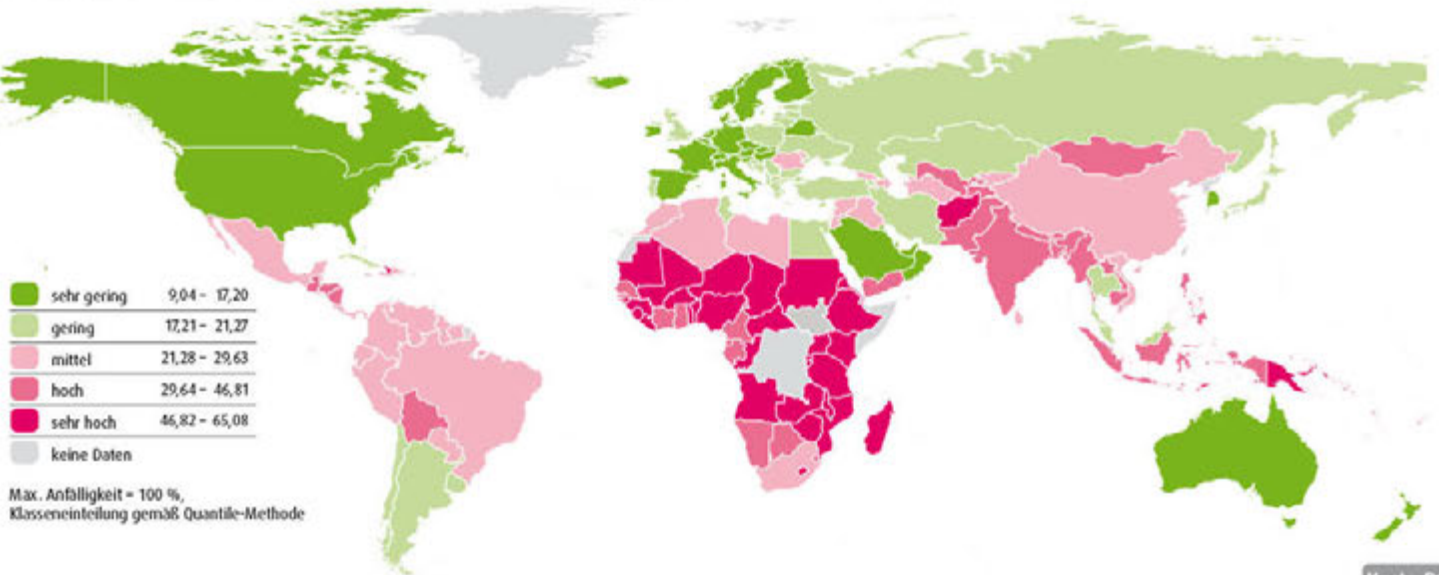 sehr gering 9,04 – 17,20
gering 17,21 – 21,27
mittel 21,28 – 29,63
hoch 29,64 – 46,81
sehr hoch 46,82 – 65,08
keine Daten
Max. Anfälligkeit = 100 %,
Klasseneinteilung gemäß Quantile-Methode